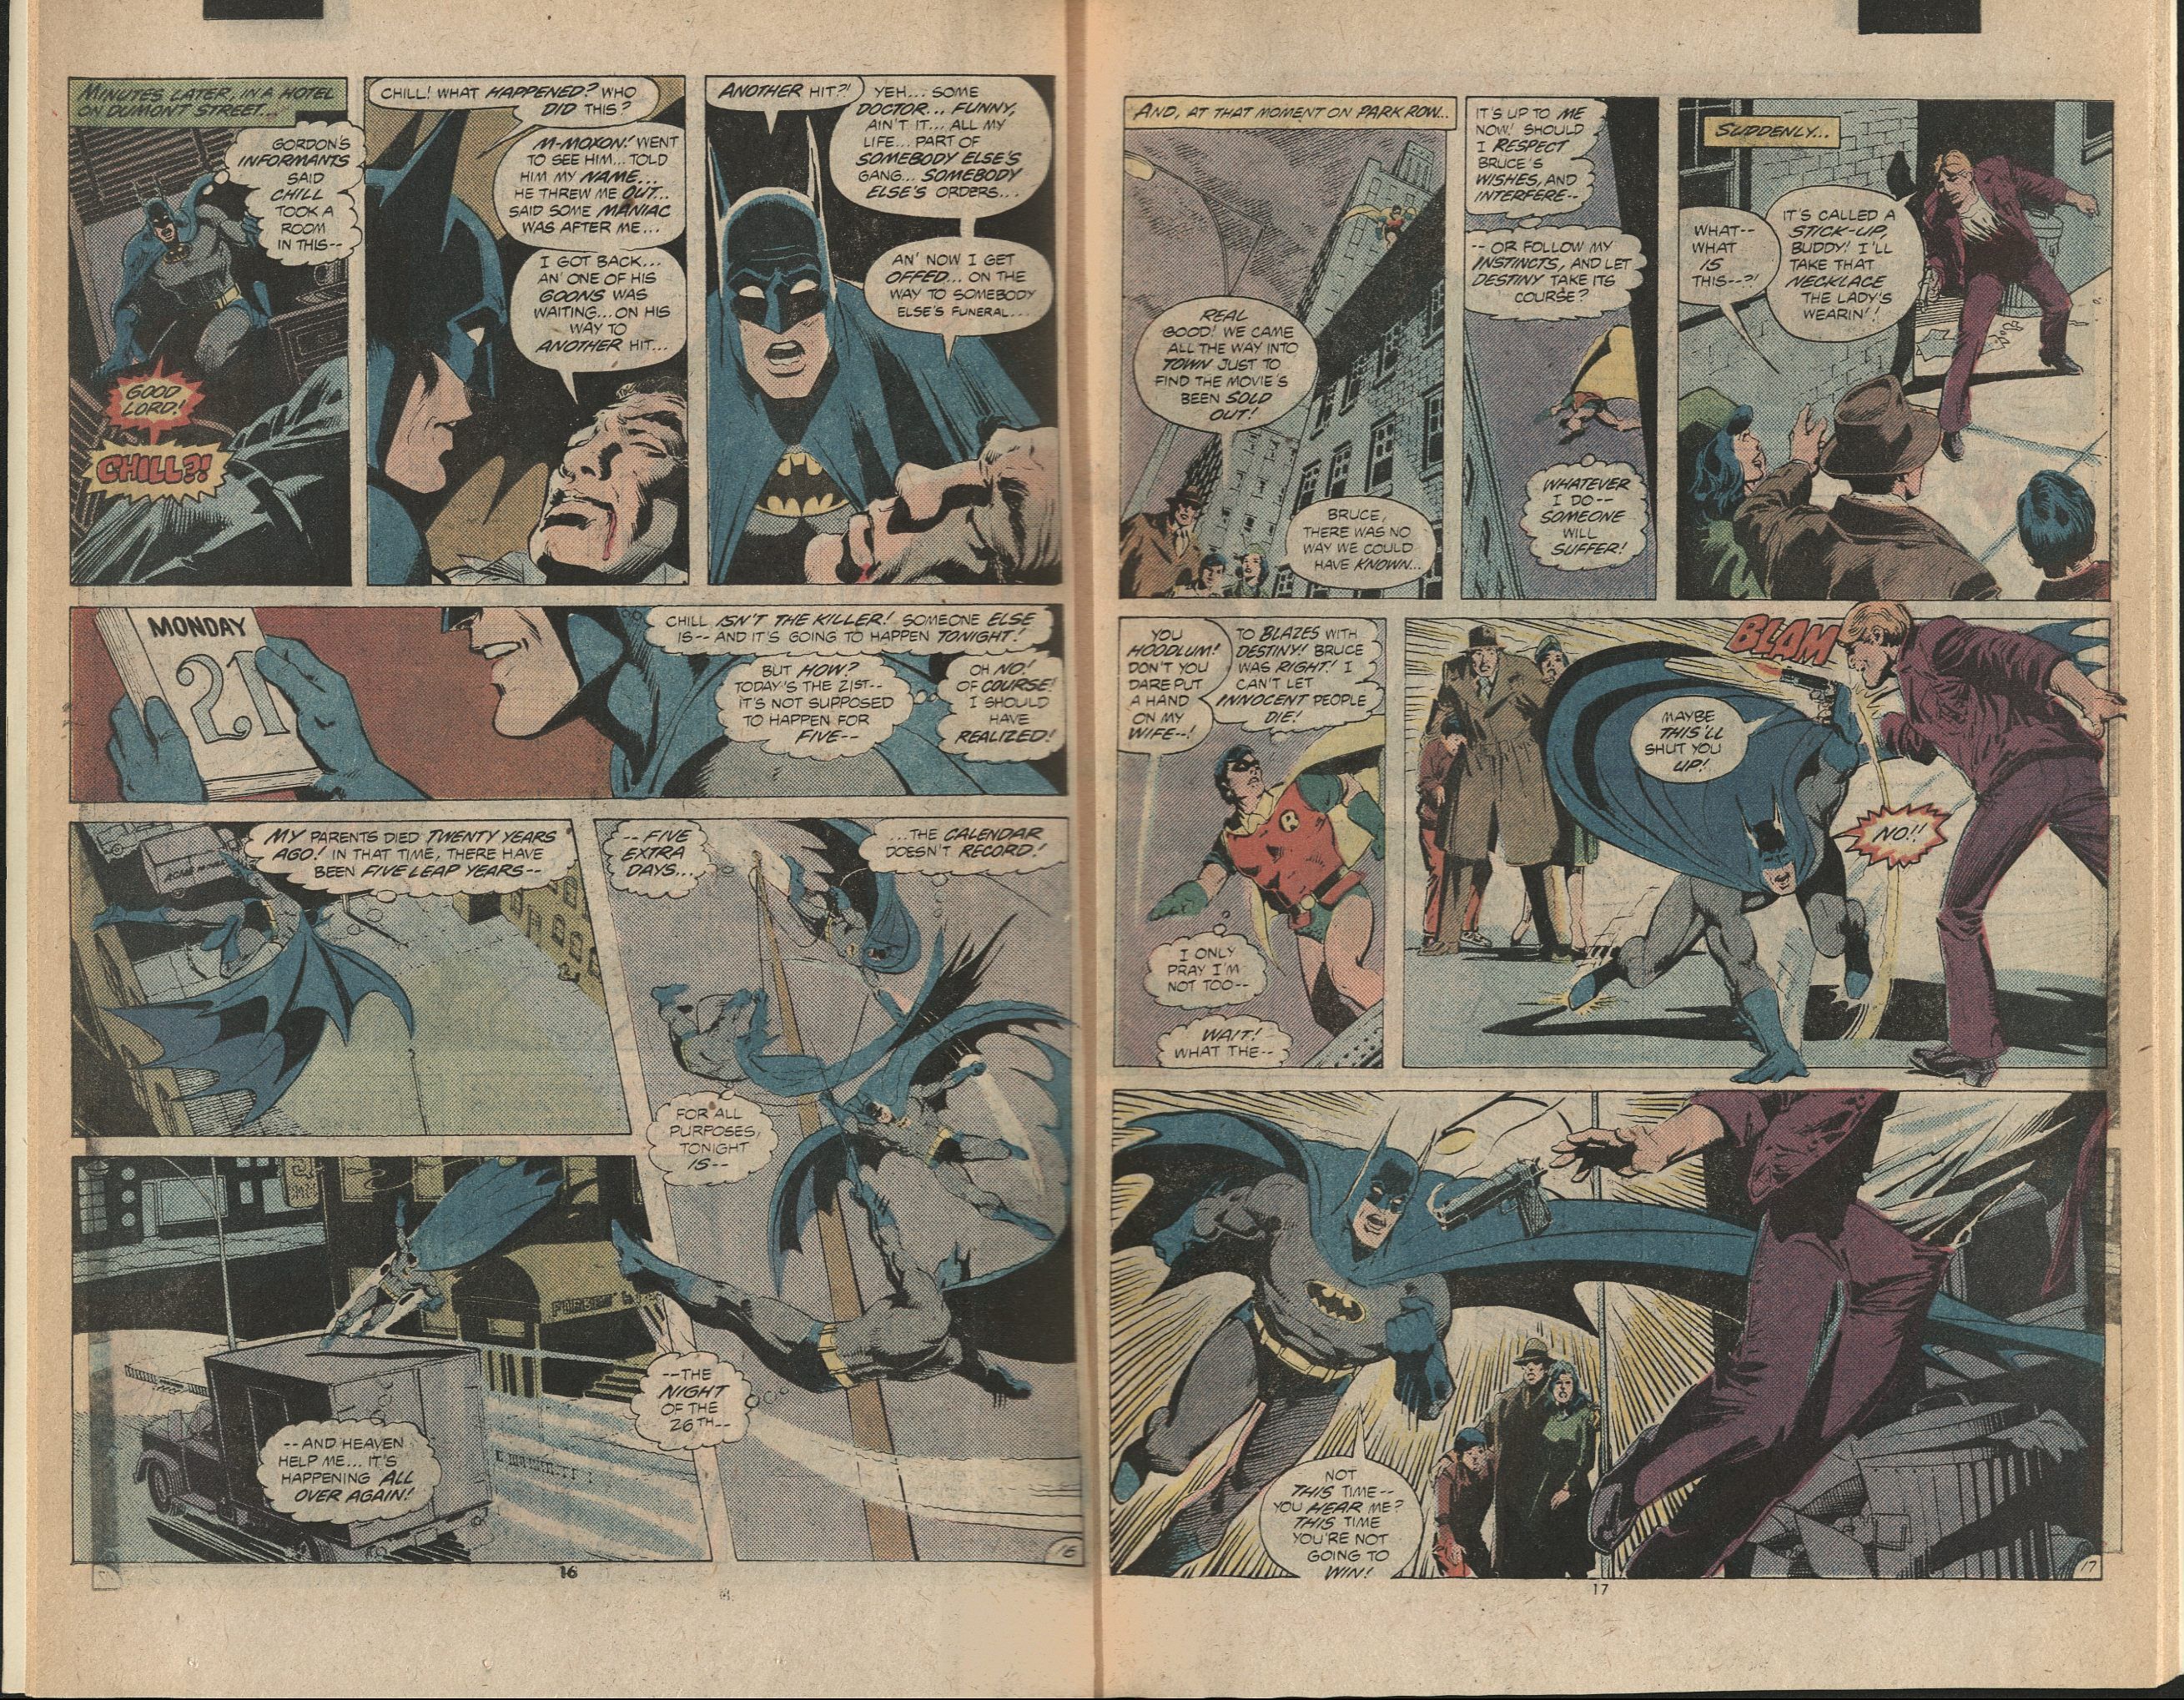 MINUTES LATER, IN A HOTEL
ON DUMONT STREET...
GORDON'S
INFORMANTS
SAID
CHILL
TOOK A
ROOM
IN THIS--
GOOD
LORD!
CHILL?!
CHILL! WHAT HAPPENED? WHO
DID THIS?
M-MOXON! WENT
TO SEE HIM... TOLD
HIM MY NAME...
HE THREW ME OUT...
SAID SOME MANIAC
WAS AFTER ME...
I GOT BACK...
AN' ONE OF HIS
GOONS WAS
WAITING... ON HIS
WAY TO
ANOTHER HIT...
ANOTHER HIT?!
YEH... SOME
DOCTOR... FUNNY,
AIN'T IT... ALL MY
LIFE... PART OF
SOMEBODY ELSE'S
GANG... SOMEBODY
ELSE'S ORDERS...
AN' NOW I GET
OFFED... ON THE
WAY TO SOMEBODY
ELSE'S FUNERAL...
MONDAY
21
CHILL ISN'T THE KILLER! SOMEONE ELSE
IS-- AND IT'S GOING TO HAPPEN TONIGHT!
BUT HOW?
TODAY'S THE 21ST--
IT'S NOT SUPPOSED
TO HAPPEN FOR
FIVE--
OH NO!
OF COURSE!
I SHOULD
HAVE
REALIZED!
MY PARENTS DIED TWENTY YEARS
AGO! IN THAT TIME, THERE HAVE
BEEN FIVE LEAP YEARS--
-- FIVE
EXTRA
DAYS...
...THE CALENDAR
DOESN'T RECORD!
FOR ALL
PURPOSES,
TONIGHT
IS--
--THE
NIGHT
OF THE
26TH--
-- AND HEAVEN
HELP ME... IT'S
HAPPENING ALL
OVER AGAIN!
16
16
AND, AT THAT MOMENT ON PARK ROW...
REAL
GOOD! WE CAME
ALL THE WAY INTO
TOWN JUST TO
FIND THE MOVIE'S
BEEN SOLD
OUT!
BRUCE,
THERE WAS NO
WAY WE COULD
HAVE KNOWN...
IT'S UP TO ME
NOW! SHOULD
I RESPECT
BRUCE'S
WISHES, AND
INTERFERE--
-- OR FOLLOW MY
INSTINCTS, AND LET
DESTINY TAKE ITS
COURSE?
WHATEVER
I DO--
SOMEONE
WILL
SUFFER!
SUDDENLY...
WHAT--
WHAT
IS
THIS--?!
IT'S CALLED A
STICK-UP,
BUDDY! I'LL
TAKE THAT
NECKLACE
THE LADY'S
WEARIN'!
YOU
HOODLUM!
DON'T YOU
DARE PUT
A HAND
ON MY
WIFE--!
TO BLAZES WITH
DESTINY! BRUCE
WAS RIGHT! I
CAN'T LET
INNOCENT PEOPLE
DIE!
R
I ONLY
PRAY I'M
NOT TOO--
WAIT!
WHAT THE--
BLAM
MAYBE
THIS'LL
SHUT YOU
UP!
NO!!
NOT
THIS TIME--
YOU HEAR ME?
THIS TIME
YOU'RE NOT
GOING TO
WIN!
17
17